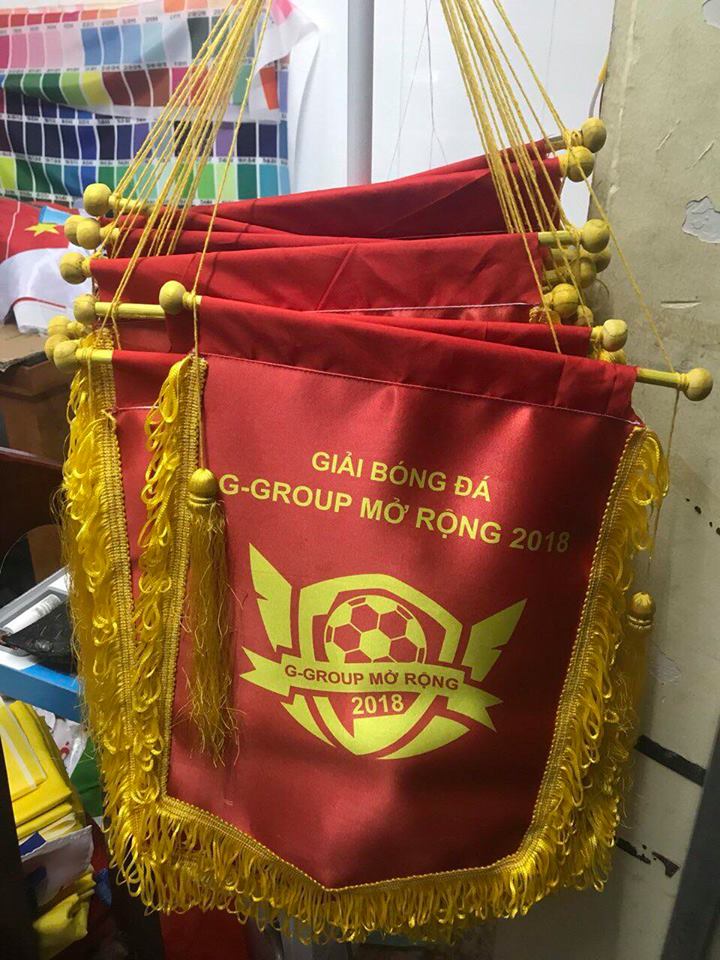 GIẢI BÓNG ĐÁ
G-GROUP MỞ RỘNG 2018
G-GROUP MỞ RỘNG
2018